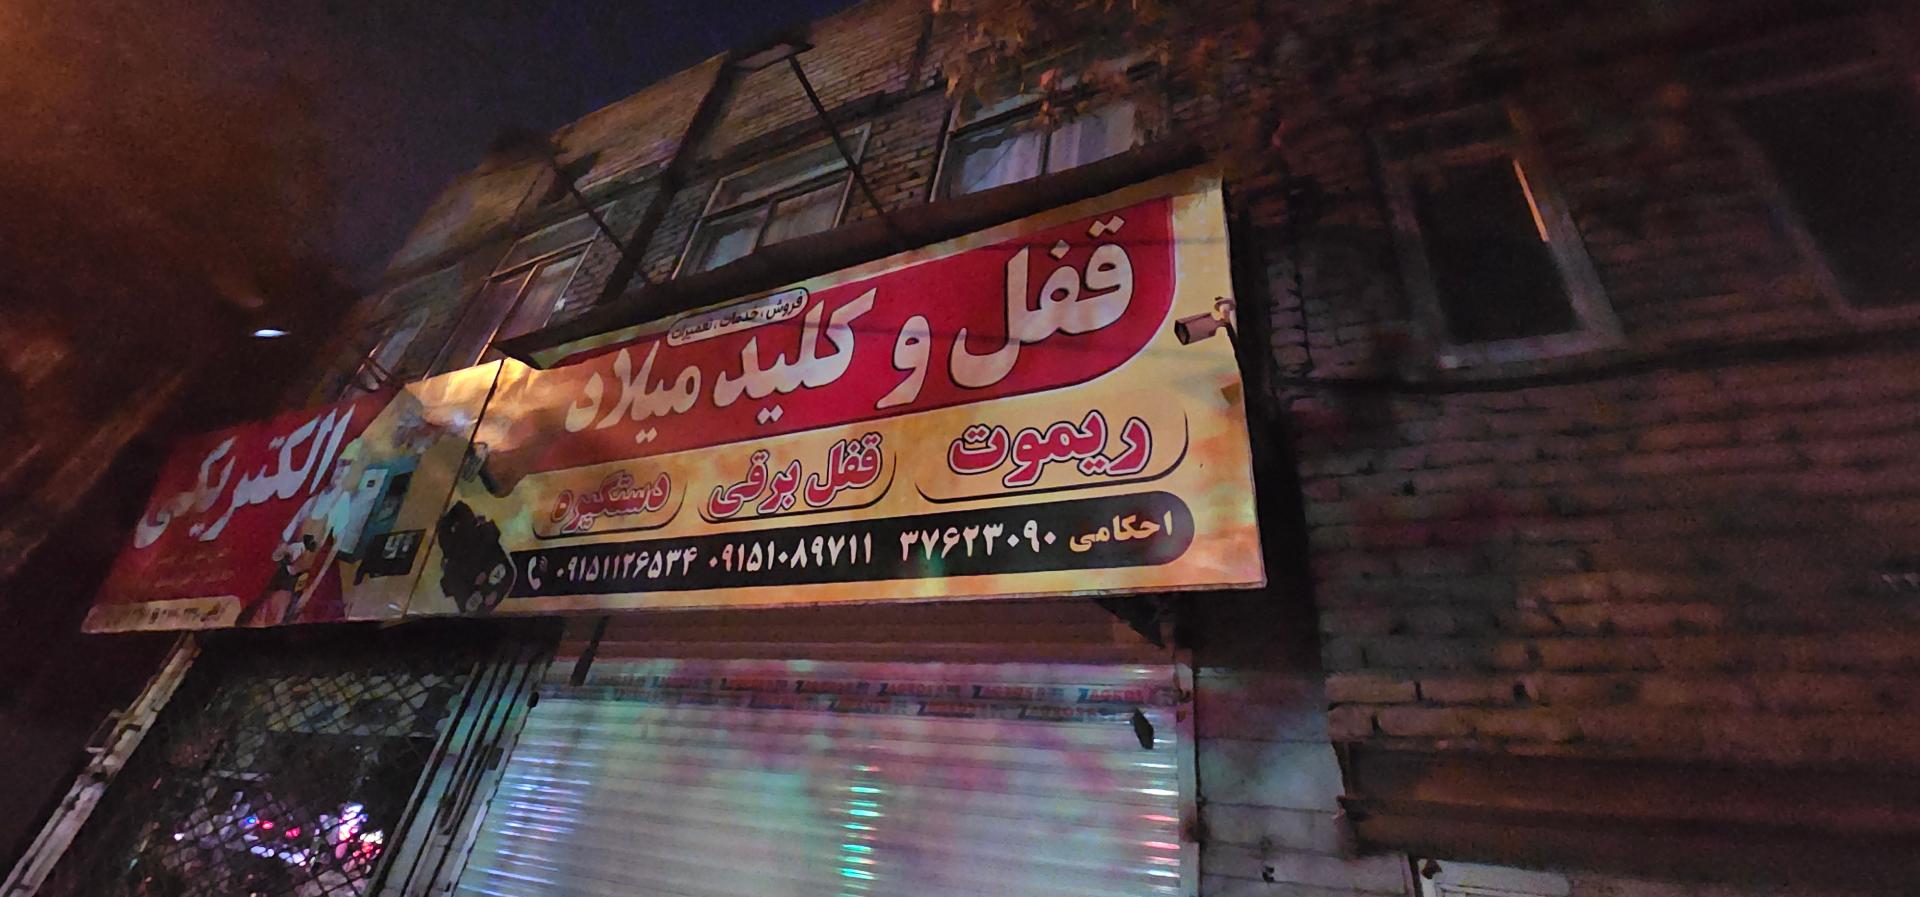 فروش، خدمات، تعمیرات
قفل و کلید میلاد
ریموت
قفل برقی
دستگیره
احکامی ۳۷۶۲۳۰۹۰ ۰۹۱۵۱۰۸۹۷۱۱ ۰۹۱۵۱۱۲۶۵۳۴
الکتریکی